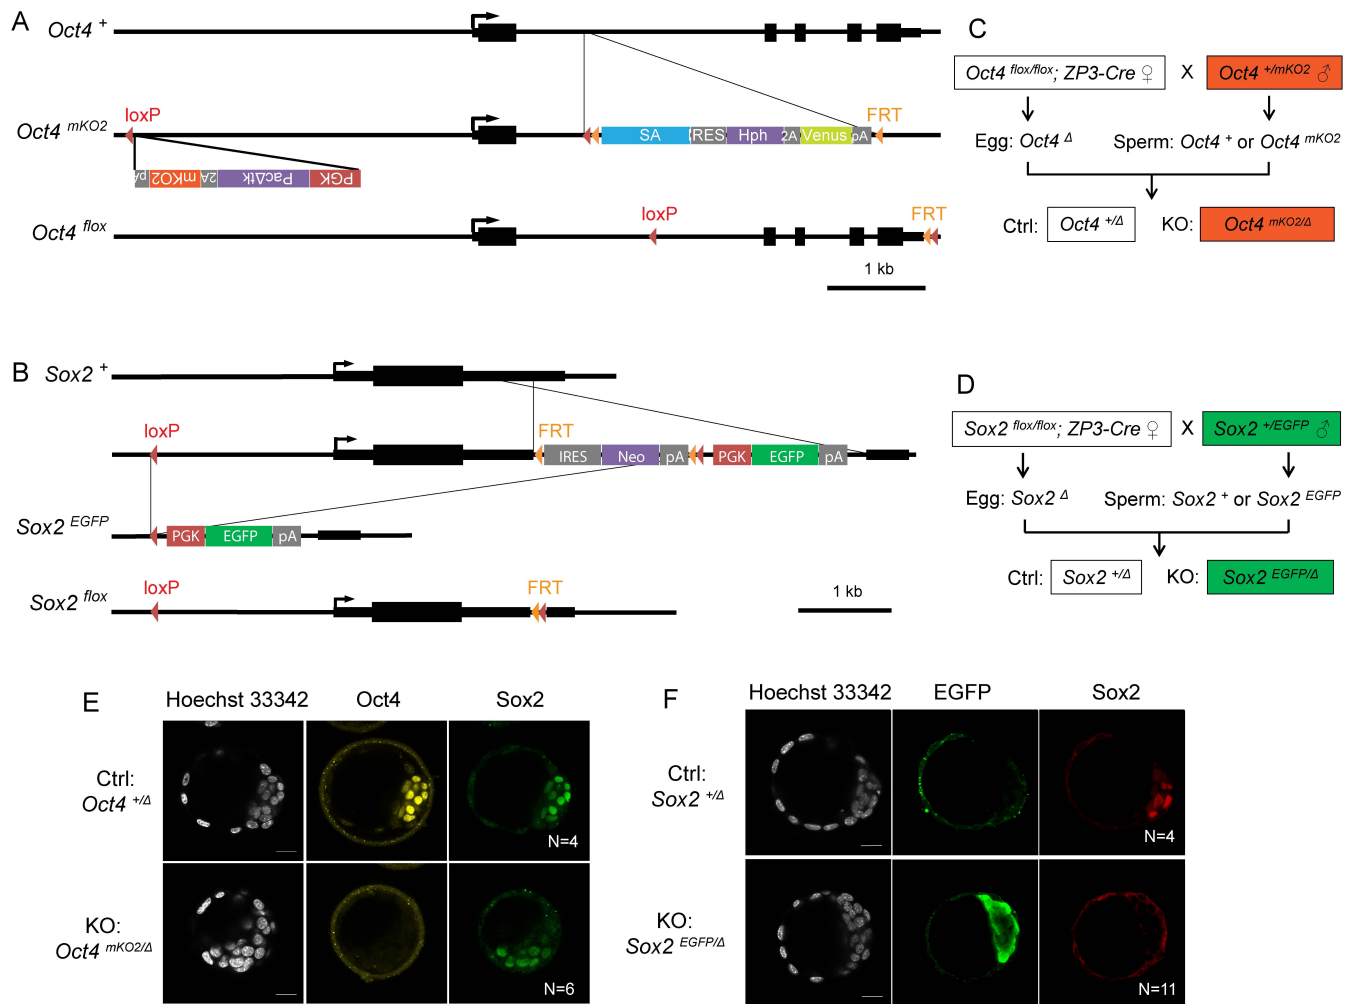 A
Oct4 +
loxP
Oct4 mKO2
SA
RES
Hph
2A
Venus
pA
FRT
pA
mKO2
2A
Pac∆tk
PGK
Oct4 flox
loxP
FRT
1 kb
C
Oct4 flox/flox; ZP3-Cre ♀ X Oct4 +/mKO2 ♂
Egg: Oct4 Δ Sperm: Oct4 + or Oct4 mKO2
Ctrl: Oct4 +/Δ KO: Oct4 mKO2/Δ
B
Sox2 +
loxP
FRT
IRES
Neo
pA
PGK
EGFP
pA
Sox2 EGFP
PGK
EGFP
pA
Sox2 flox
loxP
FRT
1 kb
D
Sox2 flox/flox; ZP3-Cre ♀ X Sox2 +/EGFP ♂
Egg: Sox2 Δ Sperm: Sox2 + or Sox2 EGFP
Ctrl: Sox2 +/Δ KO: Sox2 EGFP/Δ
E
Hoechst 33342 Oct4 Sox2
Ctrl:
Oct4 +/Δ
N=4
KO:
Oct4 mKO2/Δ
N=6
F
Hoechst 33342 EGFP Sox2
Ctrl:
Sox2 +/Δ
N=4
KO:
Sox2 EGFP/Δ
N=11